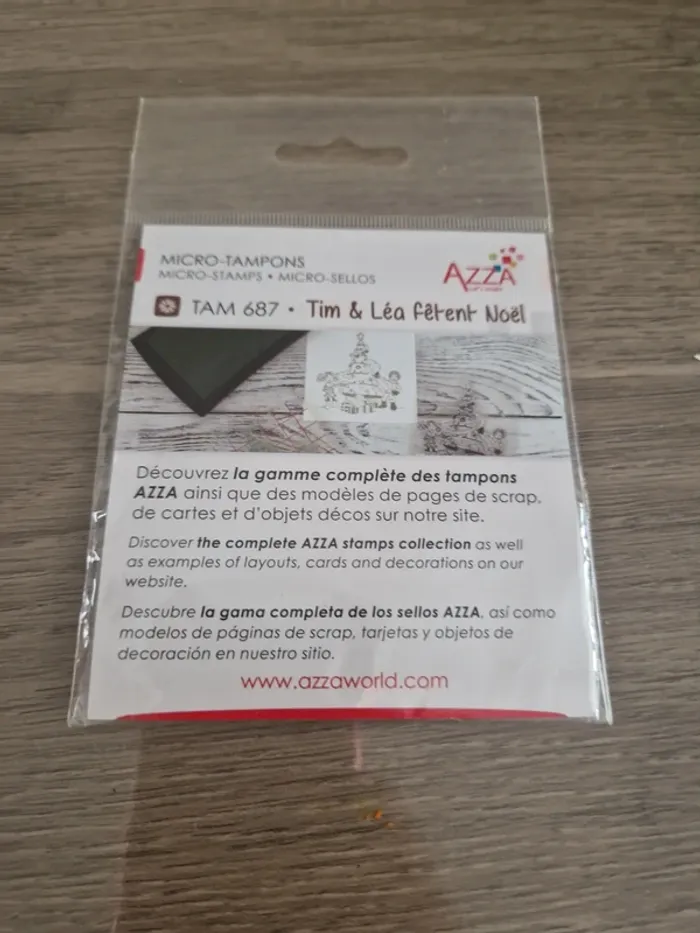 MICRO-TAMPONS
MICRO-STAMPS • MICRO-SELLOS
AZZA
TAM 687 • Tim & Léa fêtent Noël
Découvrez la gamme complète des tampons
AZZA ainsi que des modèles de pages de scrap,
de cartes et d'objets décos sur notre site.
Discover the complete AZZA stamps collection as well
as examples of layouts, cards and decorations on our
website.
Descubre la gama completa de los sellos AZZA, así como
modelos de páginas de scrap, tarjetas y objetos de
decoración en nuestro sitio.
www.azzaworld.com